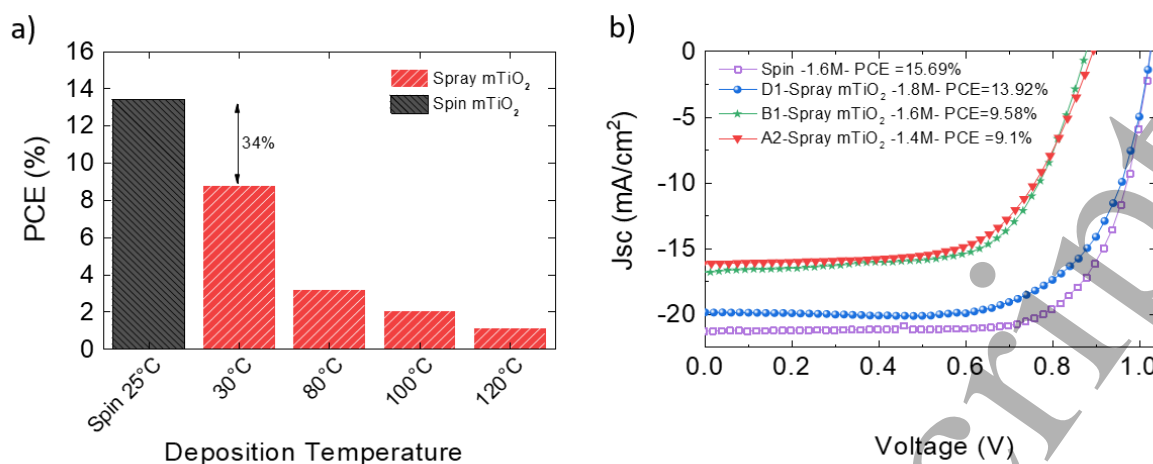 a)
PCE (%)
16
14
12
10
8
6
4
2
0
Spray mTiO₂
Spin mTiO₂
34%
Spin 25°C
30°C
80°C
100°C
120°C
Deposition Temperature
b)
Jsc (mA/cm²)
0
-5
-10
-15
-20
Spin -1.6M- PCE =15.69%
D1-Spray mTiO₂ -1.8M- PCE=13.92%
B1-Spray mTiO₂ -1.6M- PCE=9.58%
A2-Spray mTiO₂ -1.4M- PCE =9.1%
0.0
0.2
0.4
0.6
0.8
1.0
Voltage (V)